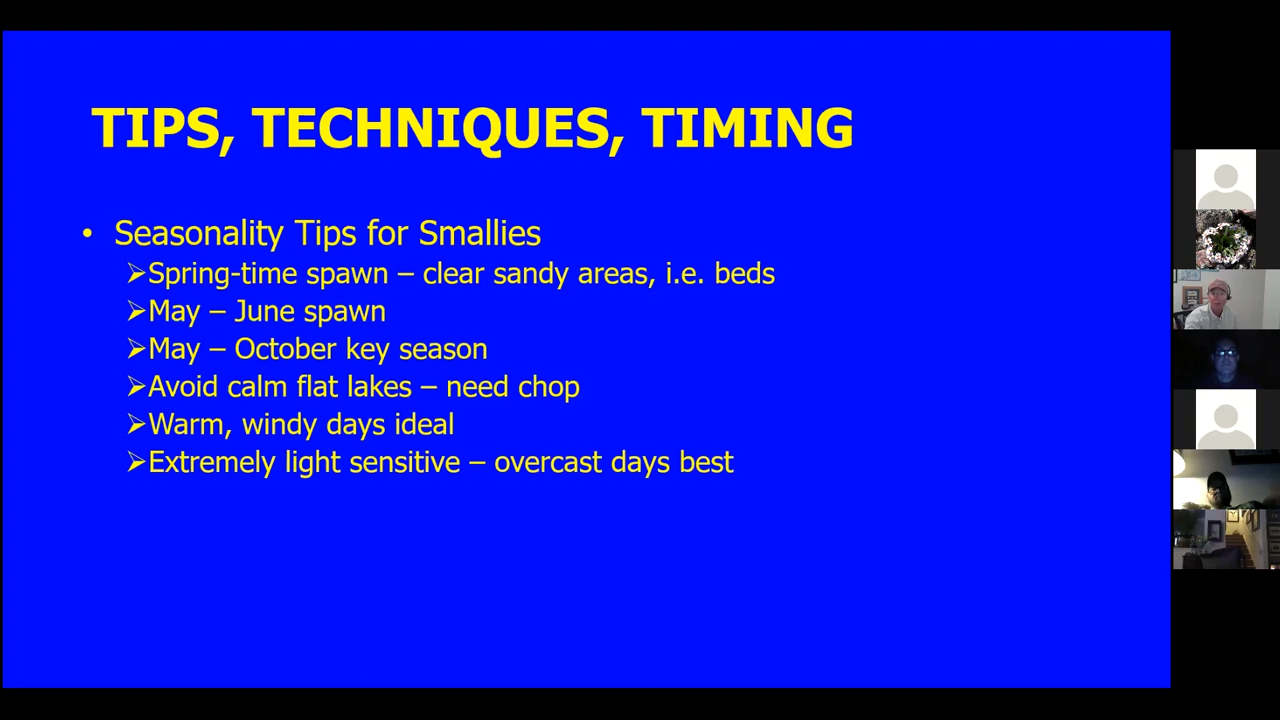 TIPS, TECHNIQUES, TIMING
• Seasonality Tips for Smallies
➢Spring-time spawn – clear sandy areas, i.e. beds
➢May – June spawn
➢May – October key season
➢Avoid calm flat lakes – need chop
➢Warm, windy days ideal
➢Extremely light sensitive – overcast days best